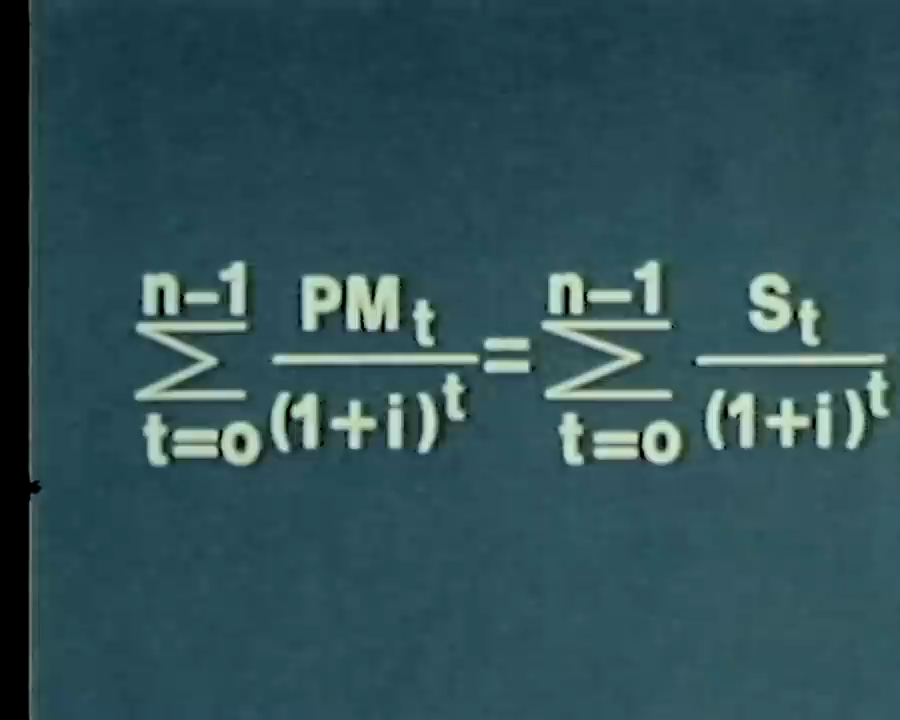 n–1 n–1
∑ PMₜ / (1+i)ᵗ = ∑ Sₜ / (1+i)ᵗ
t=o t=o